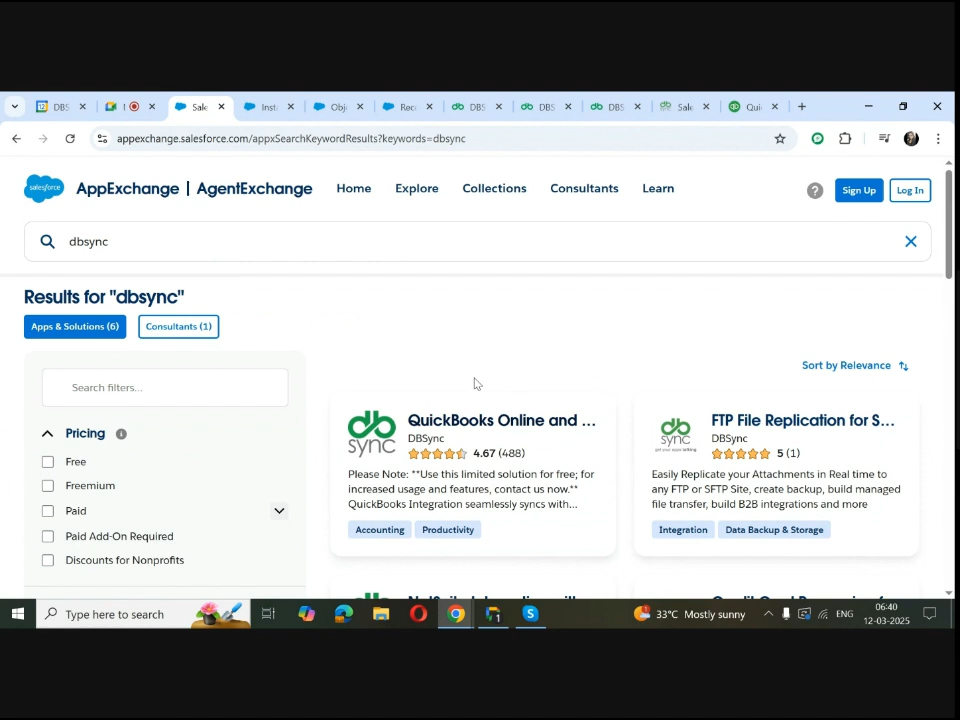 DBS
Sale
Inst
Obj
Rec
DBS
DBS
DBS
Sale
Qui
appexchange.salesforce.com/appxSearchKeywordResults?keywords=dbsync
salesforce
AppExchange | AgentExchange
Home
Explore
Collections
Consultants
Learn
?
Sign Up
Log In
dbsync
Results for "dbsync"
Apps & Solutions (6)
Consultants (1)
Search filters...
Sort by Relevance
Pricing
Free
Freemium
Paid
Paid Add-On Required
Discounts for Nonprofits
db
sync
QuickBooks Online and ...
DBSync
4.67 (488)
Please Note: **Use this limited solution for free; for
increased usage and features, contact us now.**
QuickBooks Integration seamlessly syncs with...
Accounting
Productivity
db
sync
FTP File Replication for S...
DBSync
5 (1)
Easily Replicate your Attachments in Real time to
any FTP or SFTP Site, create backup, build managed
file transfer, build B2B integrations and more
Integration
Data Backup & Storage
Type here to search
33°C Mostly sunny
ENG
06:40
12-03-2025